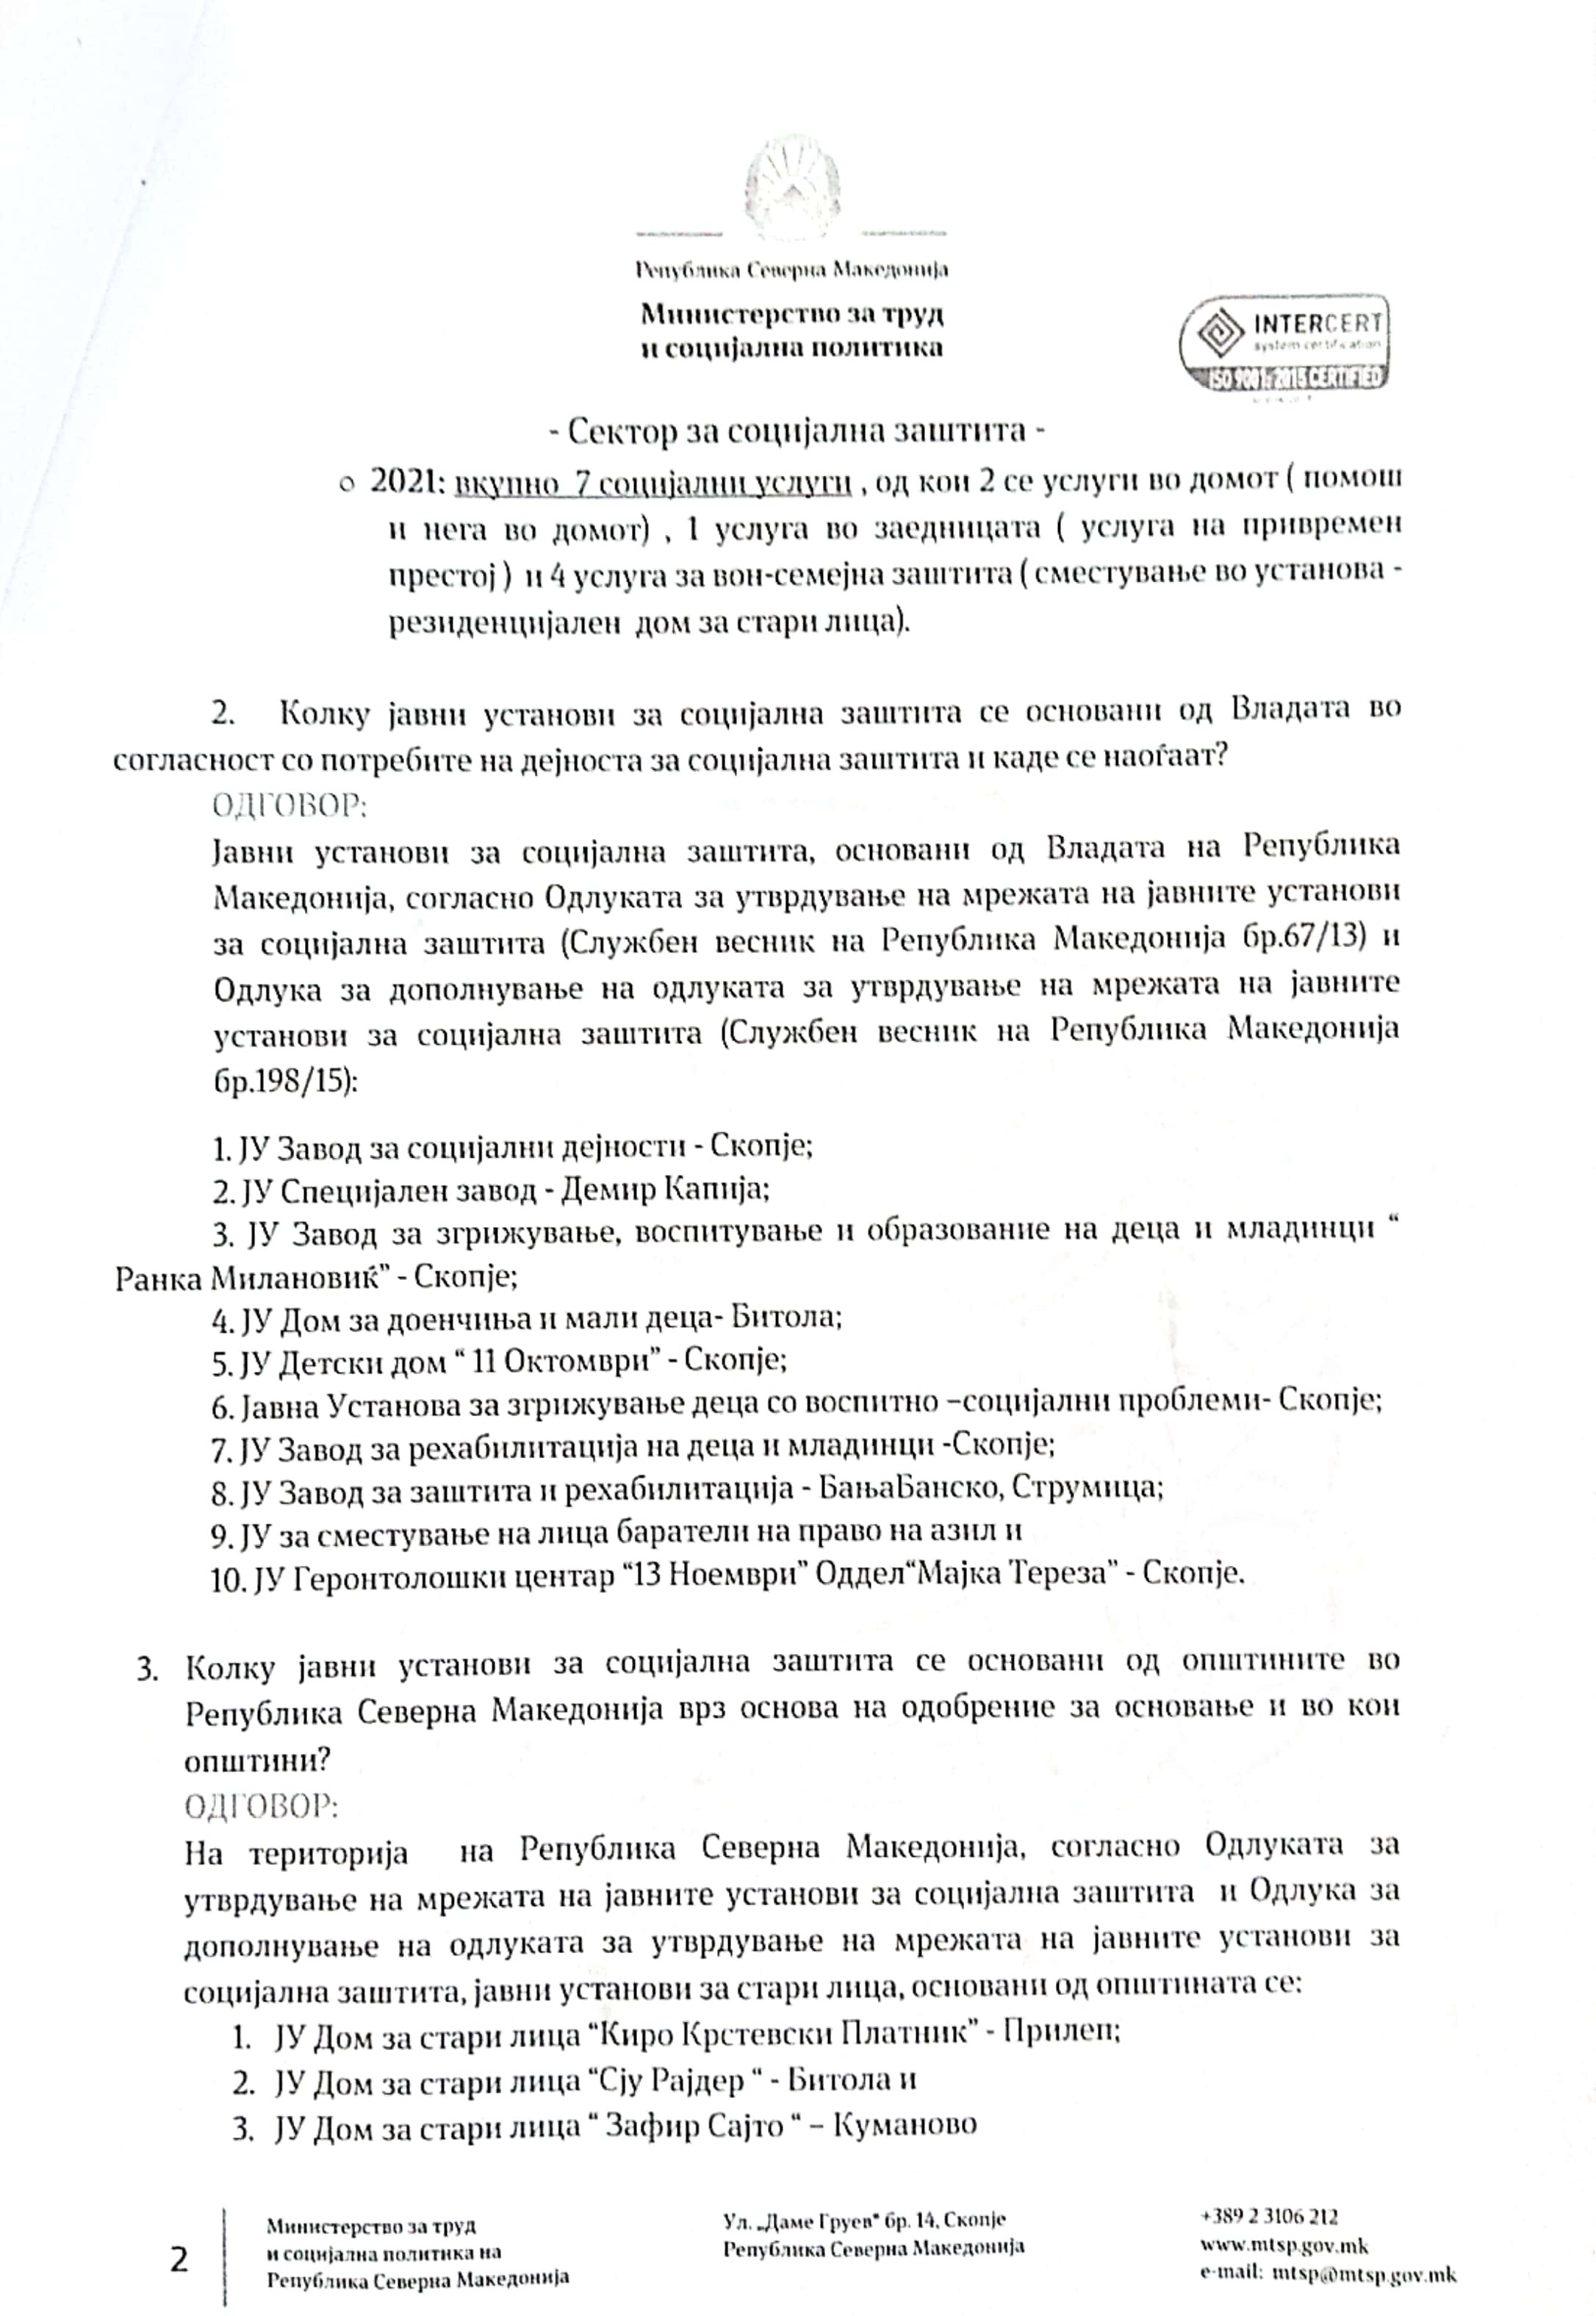 Република Северна Македонија
Министерство за труд
и социјална политика
INTERCERT
system certification
ISO 9001:2015 CERTIFIED
- Сектор за социјална заштита -
○ 2021: вкупно 7 социјални услуги , од кои 2 се услуги во домот ( помош
и нега во домот) , 1 услуга во заедницата ( услуга на привремен
престој ) и 4 услуга за вон-семејна заштита ( сместување во установа -
резиденцијален дом за стари лица).
2. Колку јавни установи за социјална заштита се основани од Владата во
согласност со потребите на дејноста за социјална заштита и каде се наоѓаат?
ОДГОВОР:
Јавни установи за социјална заштита, основани од Владата на Република
Македонија, согласно Одлуката за утврдување на мрежата на јавните установи
за социјална заштита (Службен весник на Република Македонија бр.67/13) и
Одлука за дополнување на одлуката за утврдување на мрежата на јавните
установи за социјална заштита (Службен весник на Република Македонија
бр.198/15):
1. ЈУ Завод за социјални дејности - Скопје;
2. ЈУ Специјален завод - Демир Капија;
3. ЈУ Завод за згрижување, воспитување и образование на деца и младинци “
Ранка Милановиќ” - Скопје;
4. ЈУ Дом за доенчиња и мали деца- Битола;
5. ЈУ Детски дом “ 11 Октомври” - Скопје;
6. Јавна Установа за згрижување деца со воспитно –социјални проблеми- Скопје;
7. ЈУ Завод за рехабилитација на деца и младинци -Скопје;
8. ЈУ Завод за заштита и рехабилитација - БањаБанско, Струмица;
9. ЈУ за сместување на лица баратели на право на азил и
10. ЈУ Геронтолошки центар “13 Ноември” Оддел“Мајка Тереза” - Скопје.
3. Колку јавни установи за социјална заштита се основани од општините во
Република Северна Македонија врз основа на одобрение за основање и во кои
општини?
ОДГОВОР:
На територија на Република Северна Македонија, согласно Одлуката за
утврдување на мрежата на јавните установи за социјална заштита и Одлука за
дополнување на одлуката за утврдување на мрежата на јавните установи за
социјална заштита, јавни установи за стари лица, основани од општината се:
1. ЈУ Дом за стари лица “Киро Крстевски Платник” - Прилеп;
2. ЈУ Дом за стари лица “Сју Рајдер “ - Битола и
3. ЈУ Дом за стари лица “ Зафир Сајто “ – Куманово
2
Министерство за труд
и социјална политика на
Република Северна Македонија
Ул. „Даме Груев“ бр. 14, Скопје
Република Северна Македонија
+389 2 3106 212
www.mtsp.gov.mk
e-mail: mtsp@mtsp.gov.mk